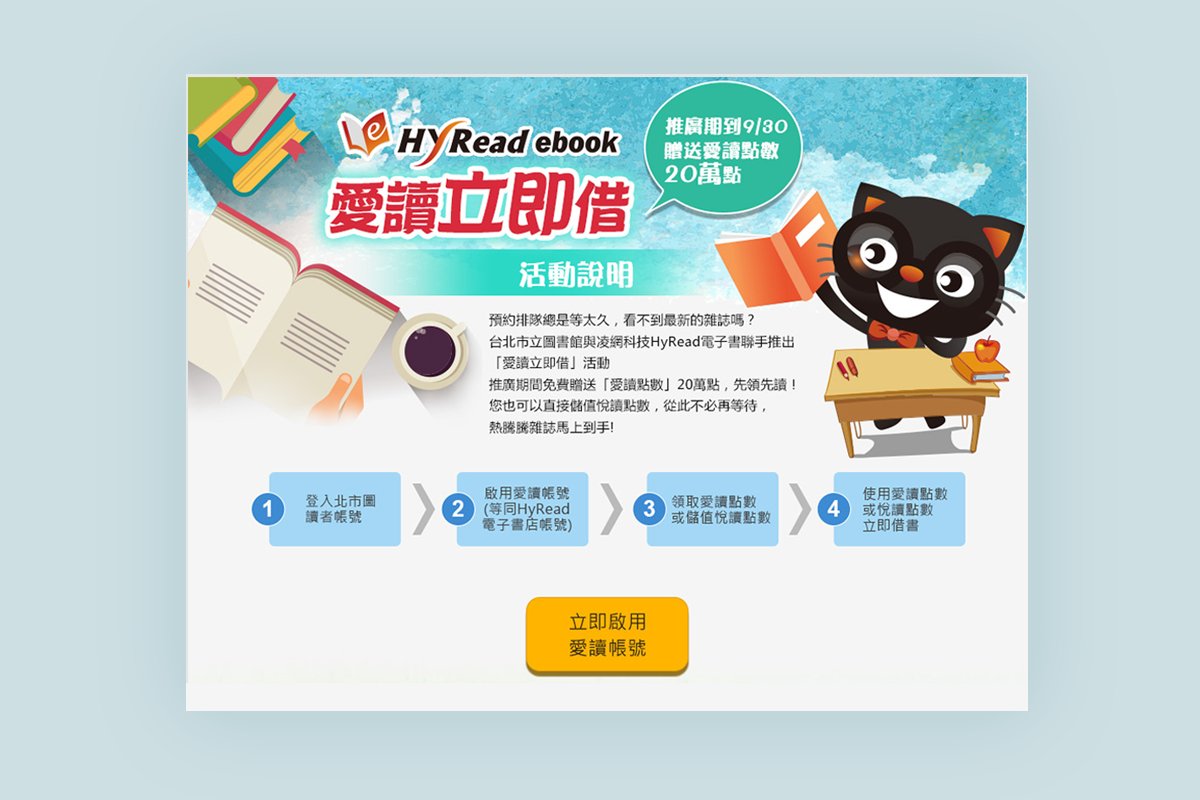 HyRead ebook
愛讀立即借
推廣期到9/30
贈送愛讀點數
20萬點
活動說明
預約排隊總是等太久，看不到最新的雜誌嗎？
台北市立圖書館與凌網科技HyRead電子書聯手推出
「愛讀立即借」活動
推廣期間免費贈送「愛讀點數」20萬點，先領先讀！
您也可以直接儲值悅讀點數，從此不必再等待，
熱騰騰雜誌馬上到手!
1
登入北市圖
讀者帳號
2
啟用愛讀帳號
(等同HyRead
電子書店帳號)
3
領取愛讀點數
或儲值悅讀點數
4
使用愛讀點數
或悅讀點數
立即借書
立即啟用
愛讀帳號